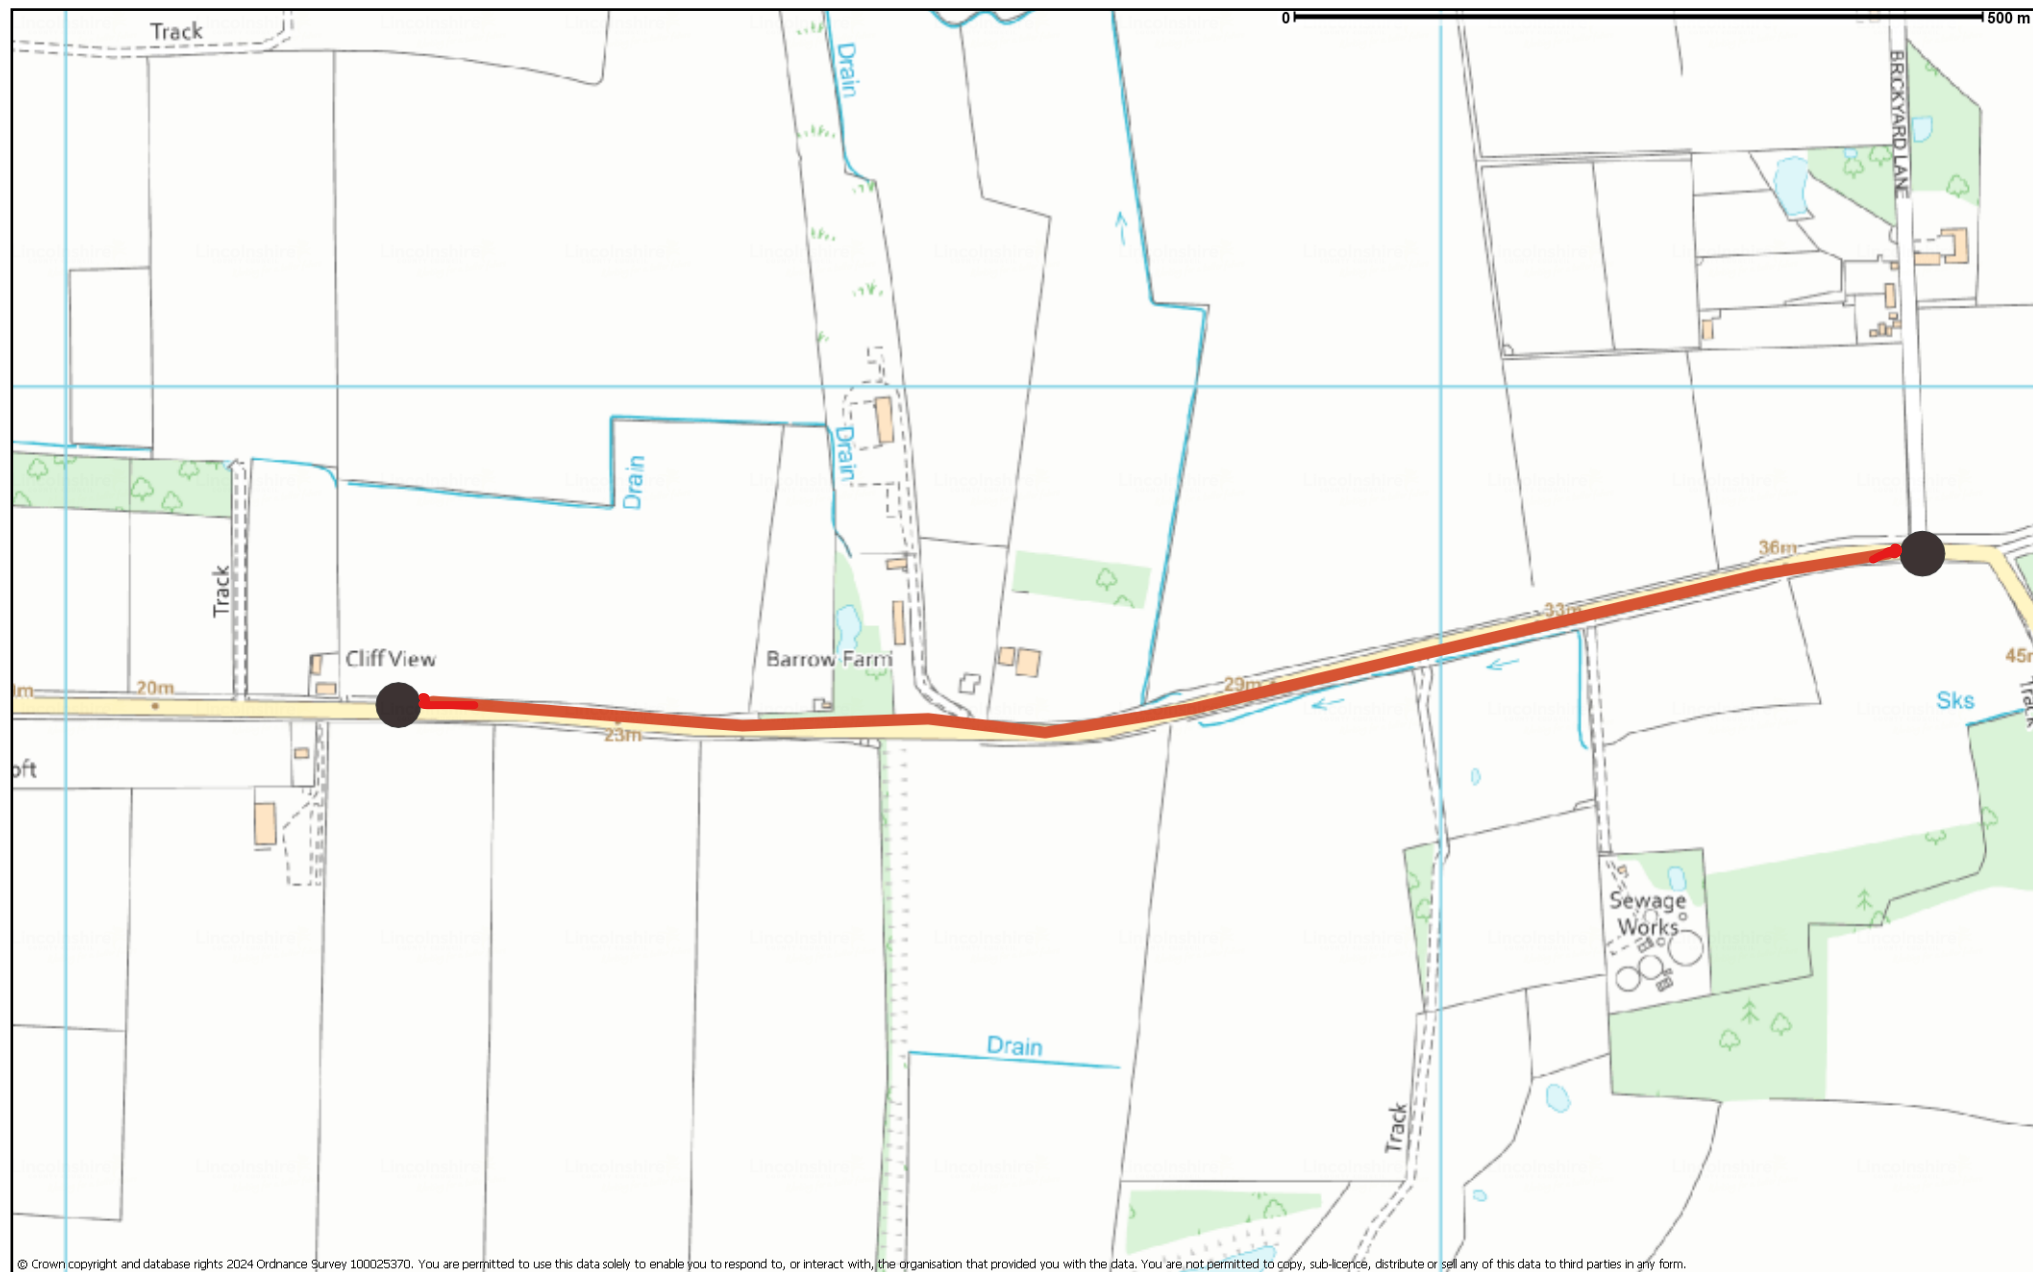 0 500 m
Track
Drain
BRICKYARD LANE
Drain
Drain
Track
36m
33m
Cliff View
Barrow Farm
20m
29m
45m
Track
Sks
23m
oft
Sewage
Works
Drain
Track
© Crown copyright and database rights 2024 Ordnance Survey 100025370. You are permitted to use this data solely to enable you to respond to, or interact with, the organisation that provided you with the data. You are not permitted to copy, sub-licence, distribute or sell any of this data to third parties in any form.